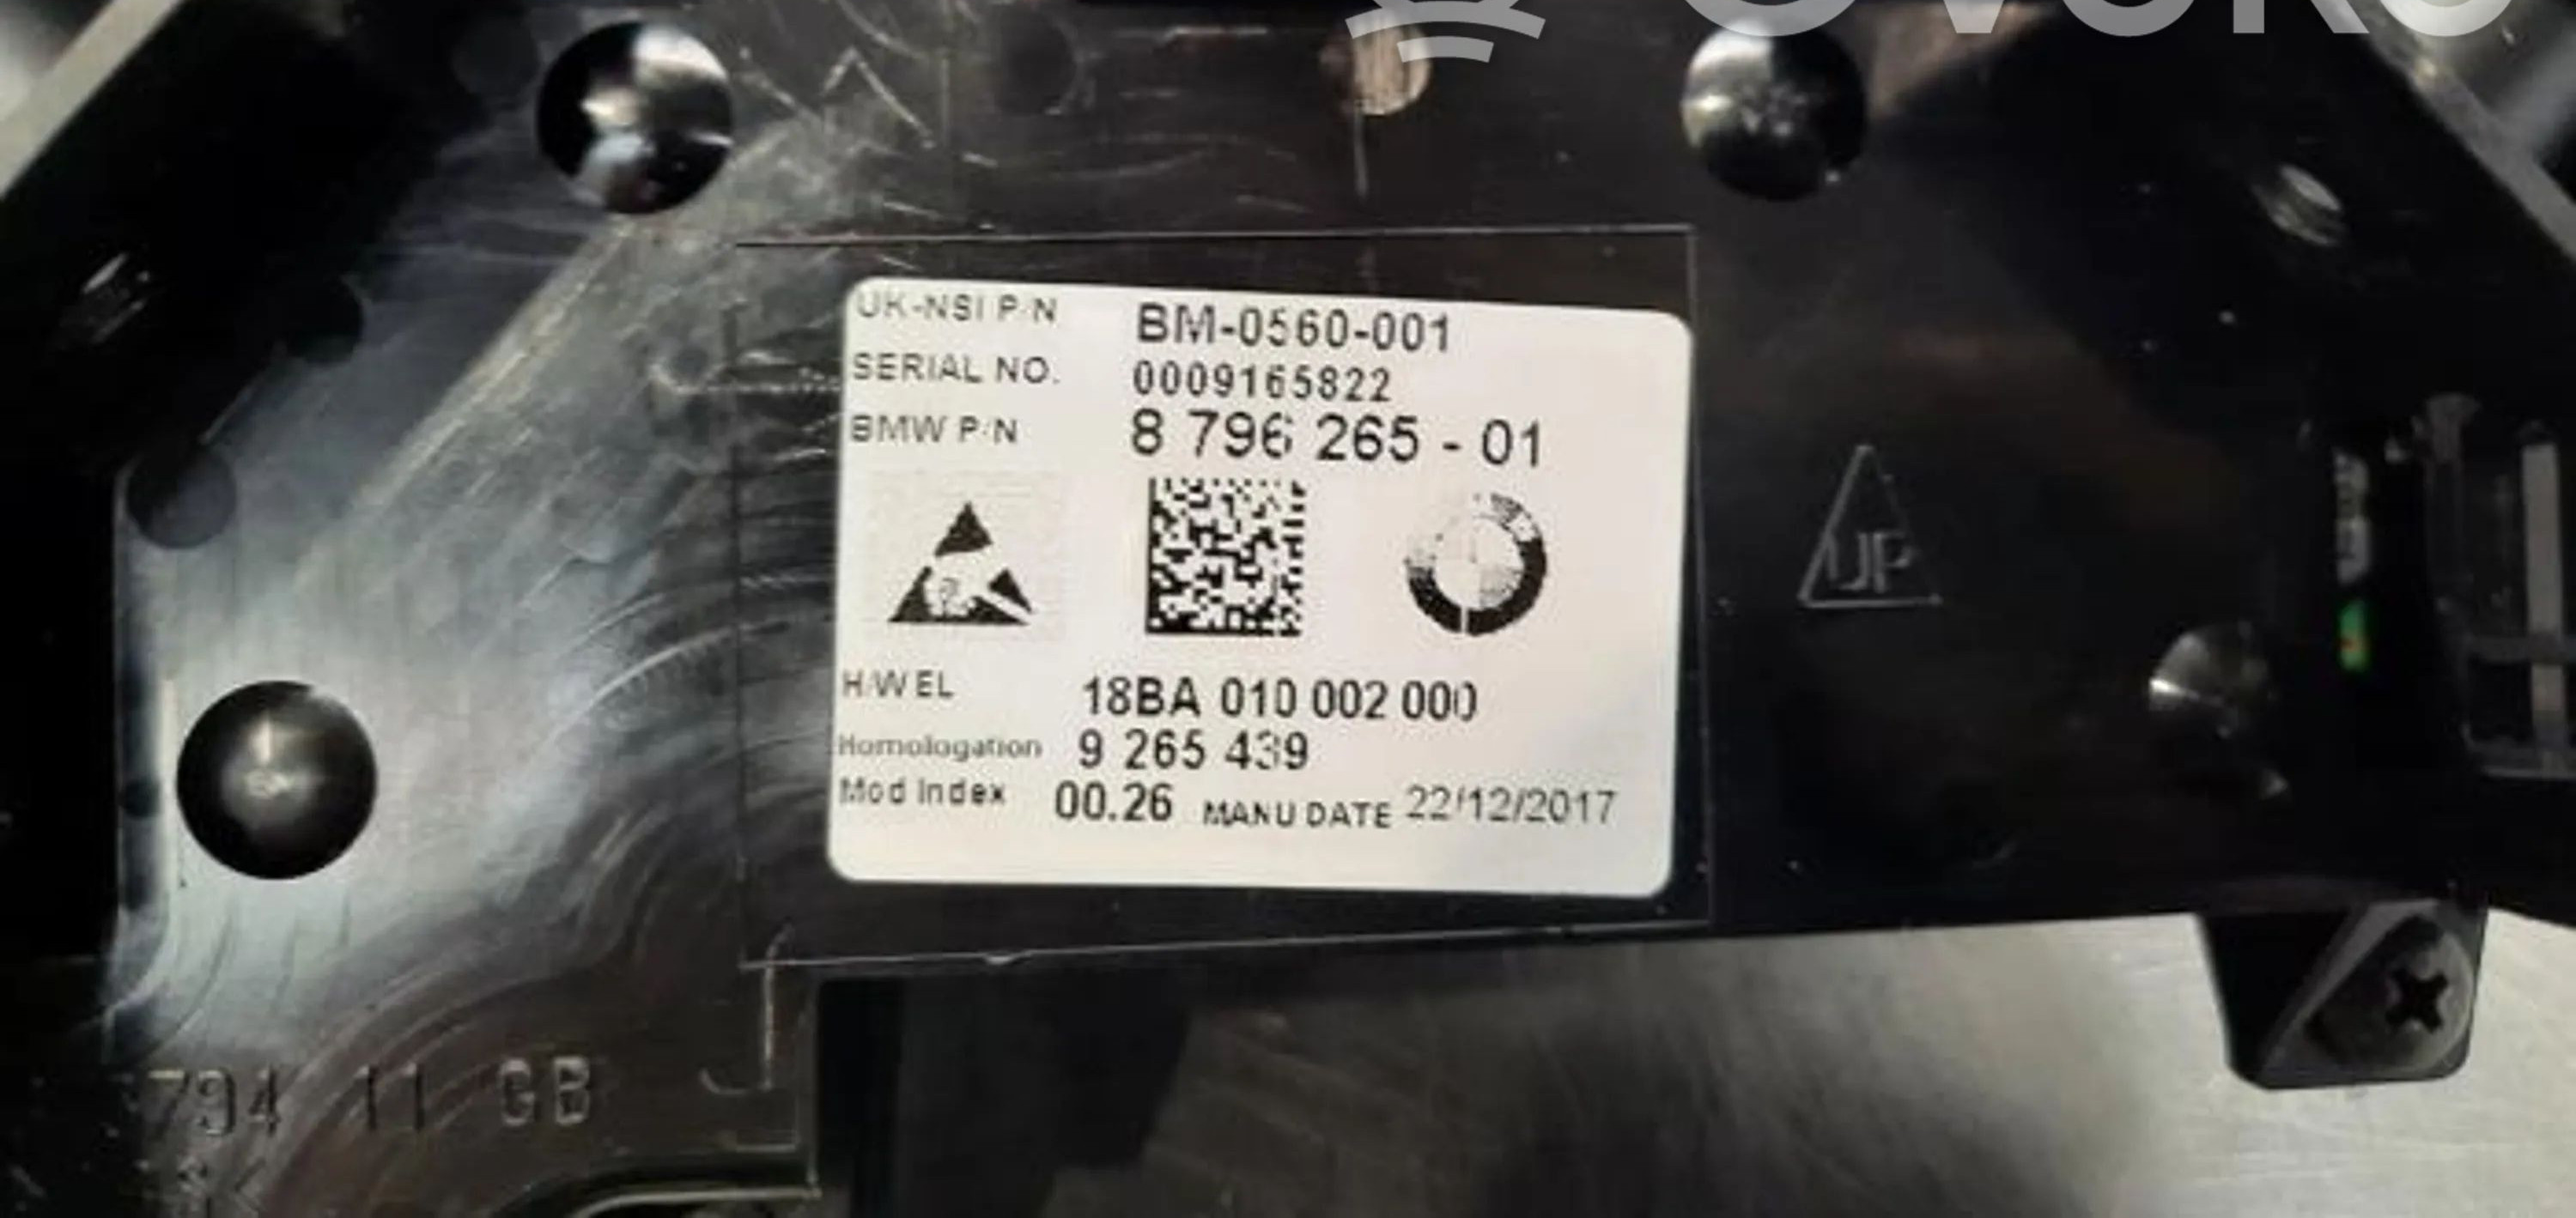 UK-NSI P/N BM-0560-001
SERIAL NO. 0009165822
BMW P/N 8 796 265 - 01
UP
H/W EL 18BA 010 002 000
Homologation 9 265 439
Mod Index 00.26 MANU DATE 22/12/2017
794 11 GB